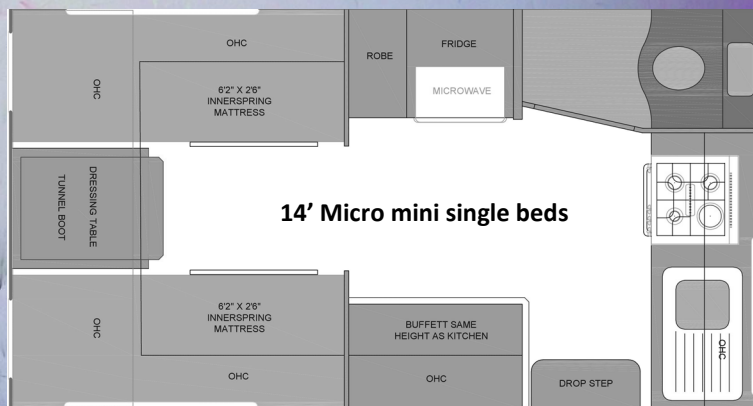 OHC
OHC
6'2" X 2'6"
INNERSPRING
MATTRESS
ROBE
FRIDGE
MICROWAVE
DRESSING TABLE
TUNNEL BOOT
14' Micro mini single beds
6'2" X 2'6"
INNERSPRING
MATTRESS
OHC
OHC
BUFFETT SAME
HEIGHT AS KITCHEN
OHC
DROP STEP
OHC